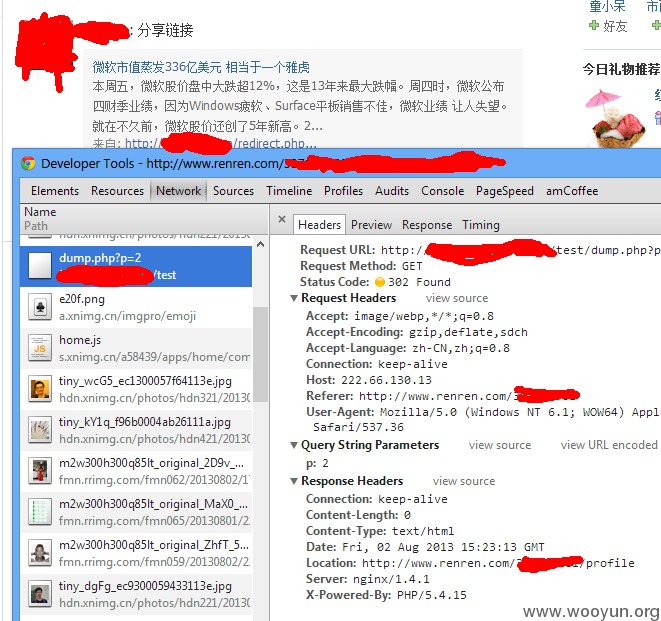 : 分享链接
微软市值蒸发336亿美元 相当于一个雅虎
本周五，微软股价盘中大跌超12%，这是13年来最大跌幅。周四时，微软公布
四财季业绩，因为Windows疲软、Surface平板销售不佳，微软业绩 让人失望。
就在不久前，微软股价还创了5年新高。2...
来自: http:// /redirect.php...
童小呆
好友
今日礼物推荐
Developer Tools - http://www.renren.com/
Elements Resources Network Sources Timeline Profiles Audits Console PageSpeed amCoffee
Name
Path
hdn.xnimg.cn/photos/hdn221/2013
dump.php?p=2
/test
e20f.png
a.xnimg.cn/imgpro/emoji
home.js
s.xnimg.cn/a58439/apps/home/com
tiny_wcG5_ec1300057f64113e.jpg
hdn.xnimg.cn/photos/hdn321/2013
tiny_kY1q_f96b0004ab26111a.jpg
hdn.xnimg.cn/photos/hdn421/2013
m2w300h300q85lt_original_2D9v_...
fmn.rrimg.com/fmn062/20130802/
m2w300h300q85lt_original_MaX0_...
fmn.rrimg.com/fmn065/20130801/2
m2w300h300q85lt_original_ZhfT_5...
fmn.rrimg.com/fmn059/20130802/2
tiny_dgFg_ec9300059433113e.jpg
hdn.xnimg.cn/photos/hdn221/2013
× Headers Preview Response Timing
Request URL: http:// /test/dump.php?p
Request Method: GET
Status Code: 302 Found
Request Headers view source
Accept: image/webp,*/*;q=0.8
Accept-Encoding: gzip,deflate,sdch
Accept-Language: zh-CN,zh;q=0.8
Connection: keep-alive
Host: 222.66.130.13
Referer: http://www.renren.com/
User-Agent: Mozilla/5.0 (Windows NT 6.1; WOW64) Appl
Safari/537.36
Query String Parameters view source view URL encoded
p: 2
Response Headers view source
Connection: keep-alive
Content-Length: 0
Content-Type: text/html
Date: Fri, 02 Aug 2013 15:23:13 GMT
Location: http://www.renren.com/ /profile
Server: nginx/1.4.1
X-Powered-By: PHP/5.4.15
www.wooyun.org